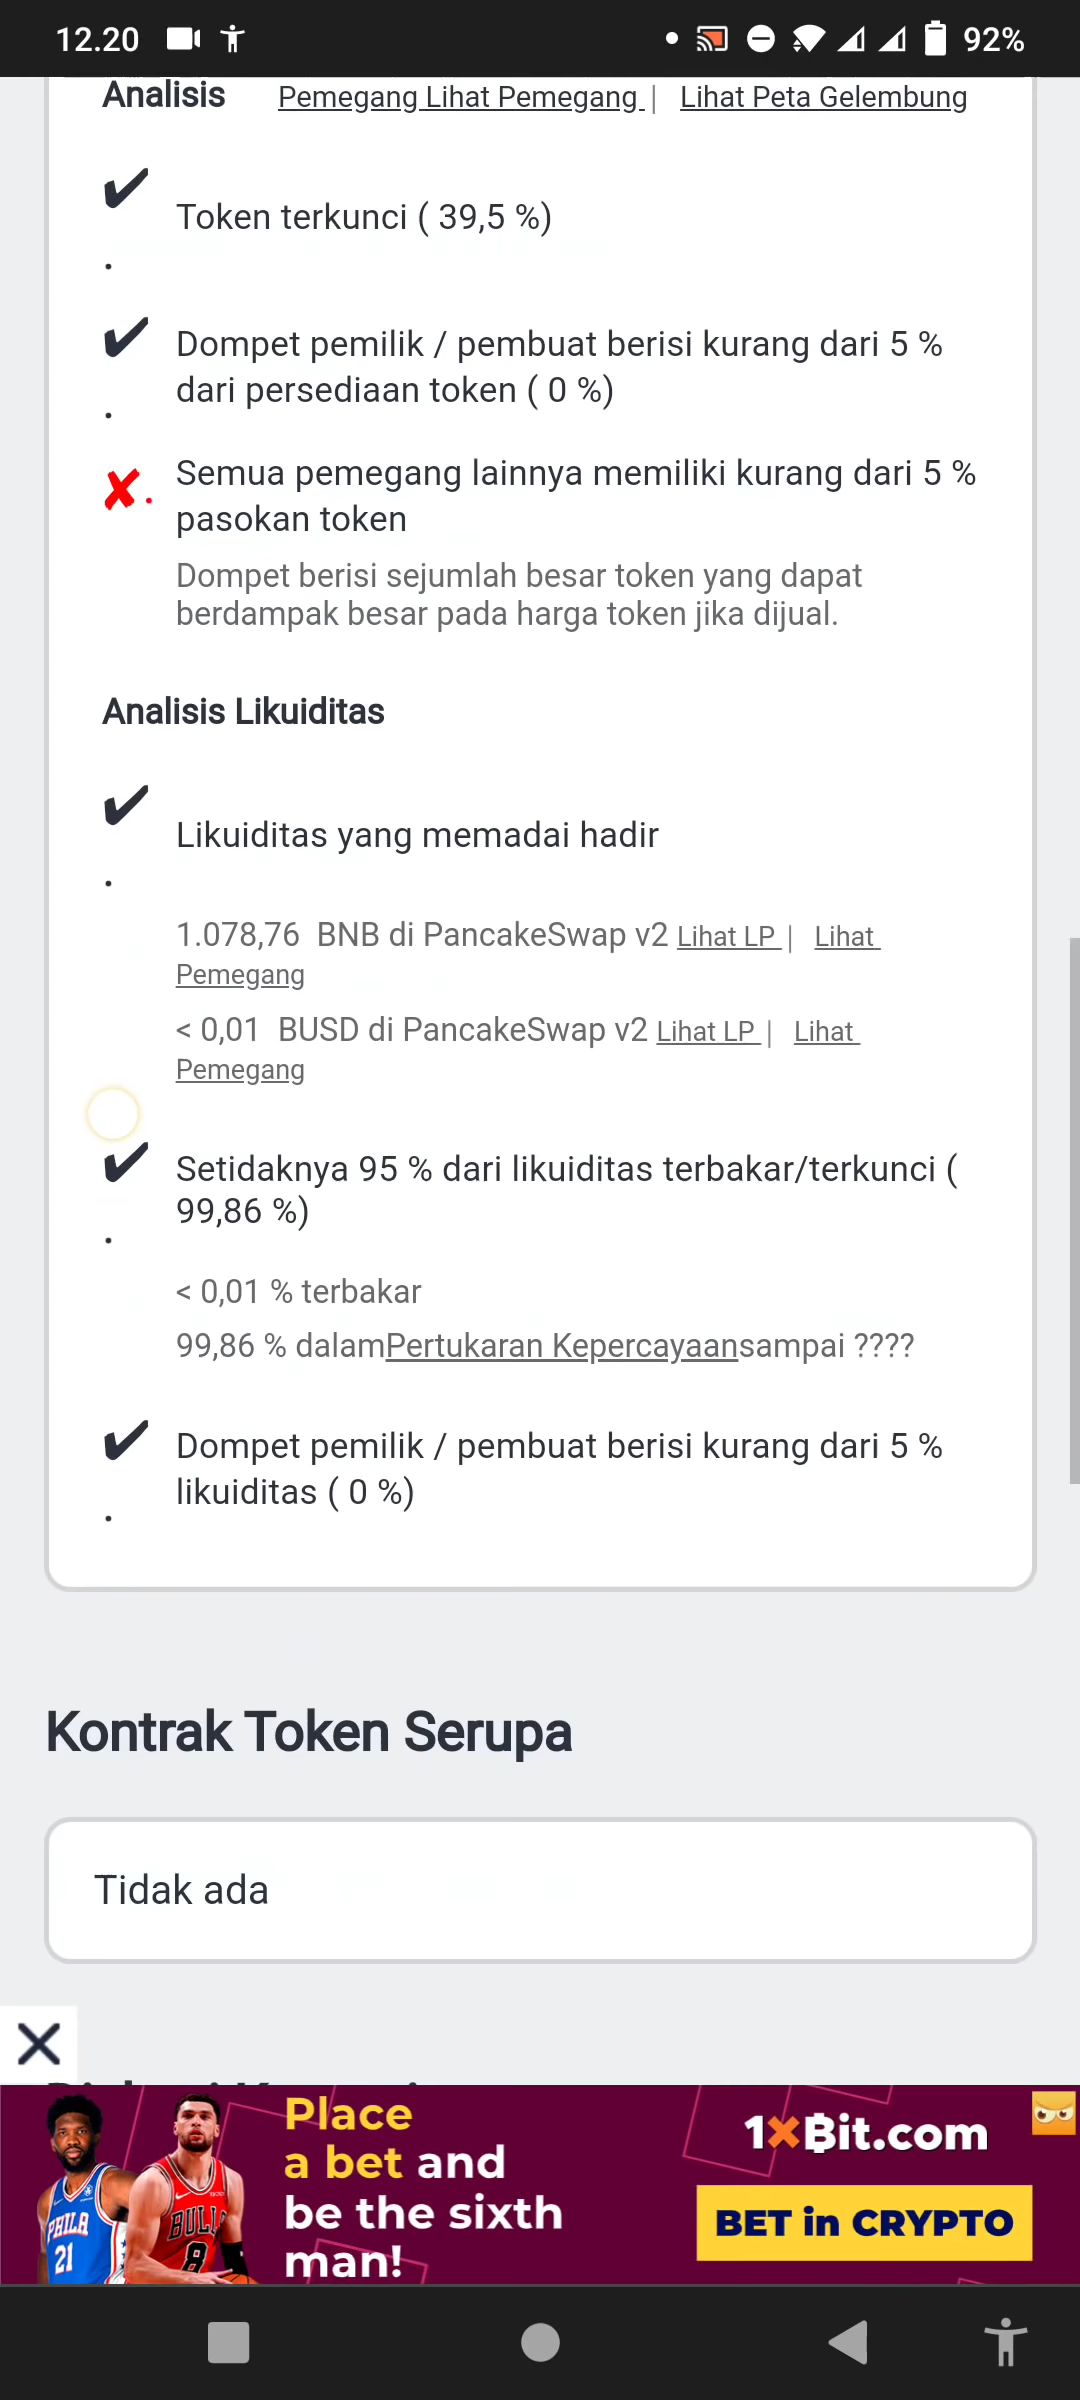 12.20
92%
Analisis Pemegang Lihat Pemegang | Lihat Peta Gelembung
Token terkunci ( 39,5 %)
Dompet pemilik / pembuat berisi kurang dari 5 %
dari persediaan token ( 0 %)
Semua pemegang lainnya memiliki kurang dari 5 %
pasokan token
Dompet berisi sejumlah besar token yang dapat
berdampak besar pada harga token jika dijual.
Analisis Likuiditas
Likuiditas yang memadai hadir
1.078,76 BNB di PancakeSwap v2 Lihat LP | Lihat
Pemegang
< 0,01 BUSD di PancakeSwap v2 Lihat LP | Lihat
Pemegang
Setidaknya 95 % dari likuiditas terbakar/terkunci (
99,86 %)
< 0,01 % terbakar
99,86 % dalamPertukaran Kepercayaansampai ????
Dompet pemilik / pembuat berisi kurang dari 5 %
likuiditas ( 0 %)
Kontrak Token Serupa
Tidak ada
Place
a bet and
be the sixth
man!
1xBit.com
BET in CRYPTO
PHILA
21
BULLS
8